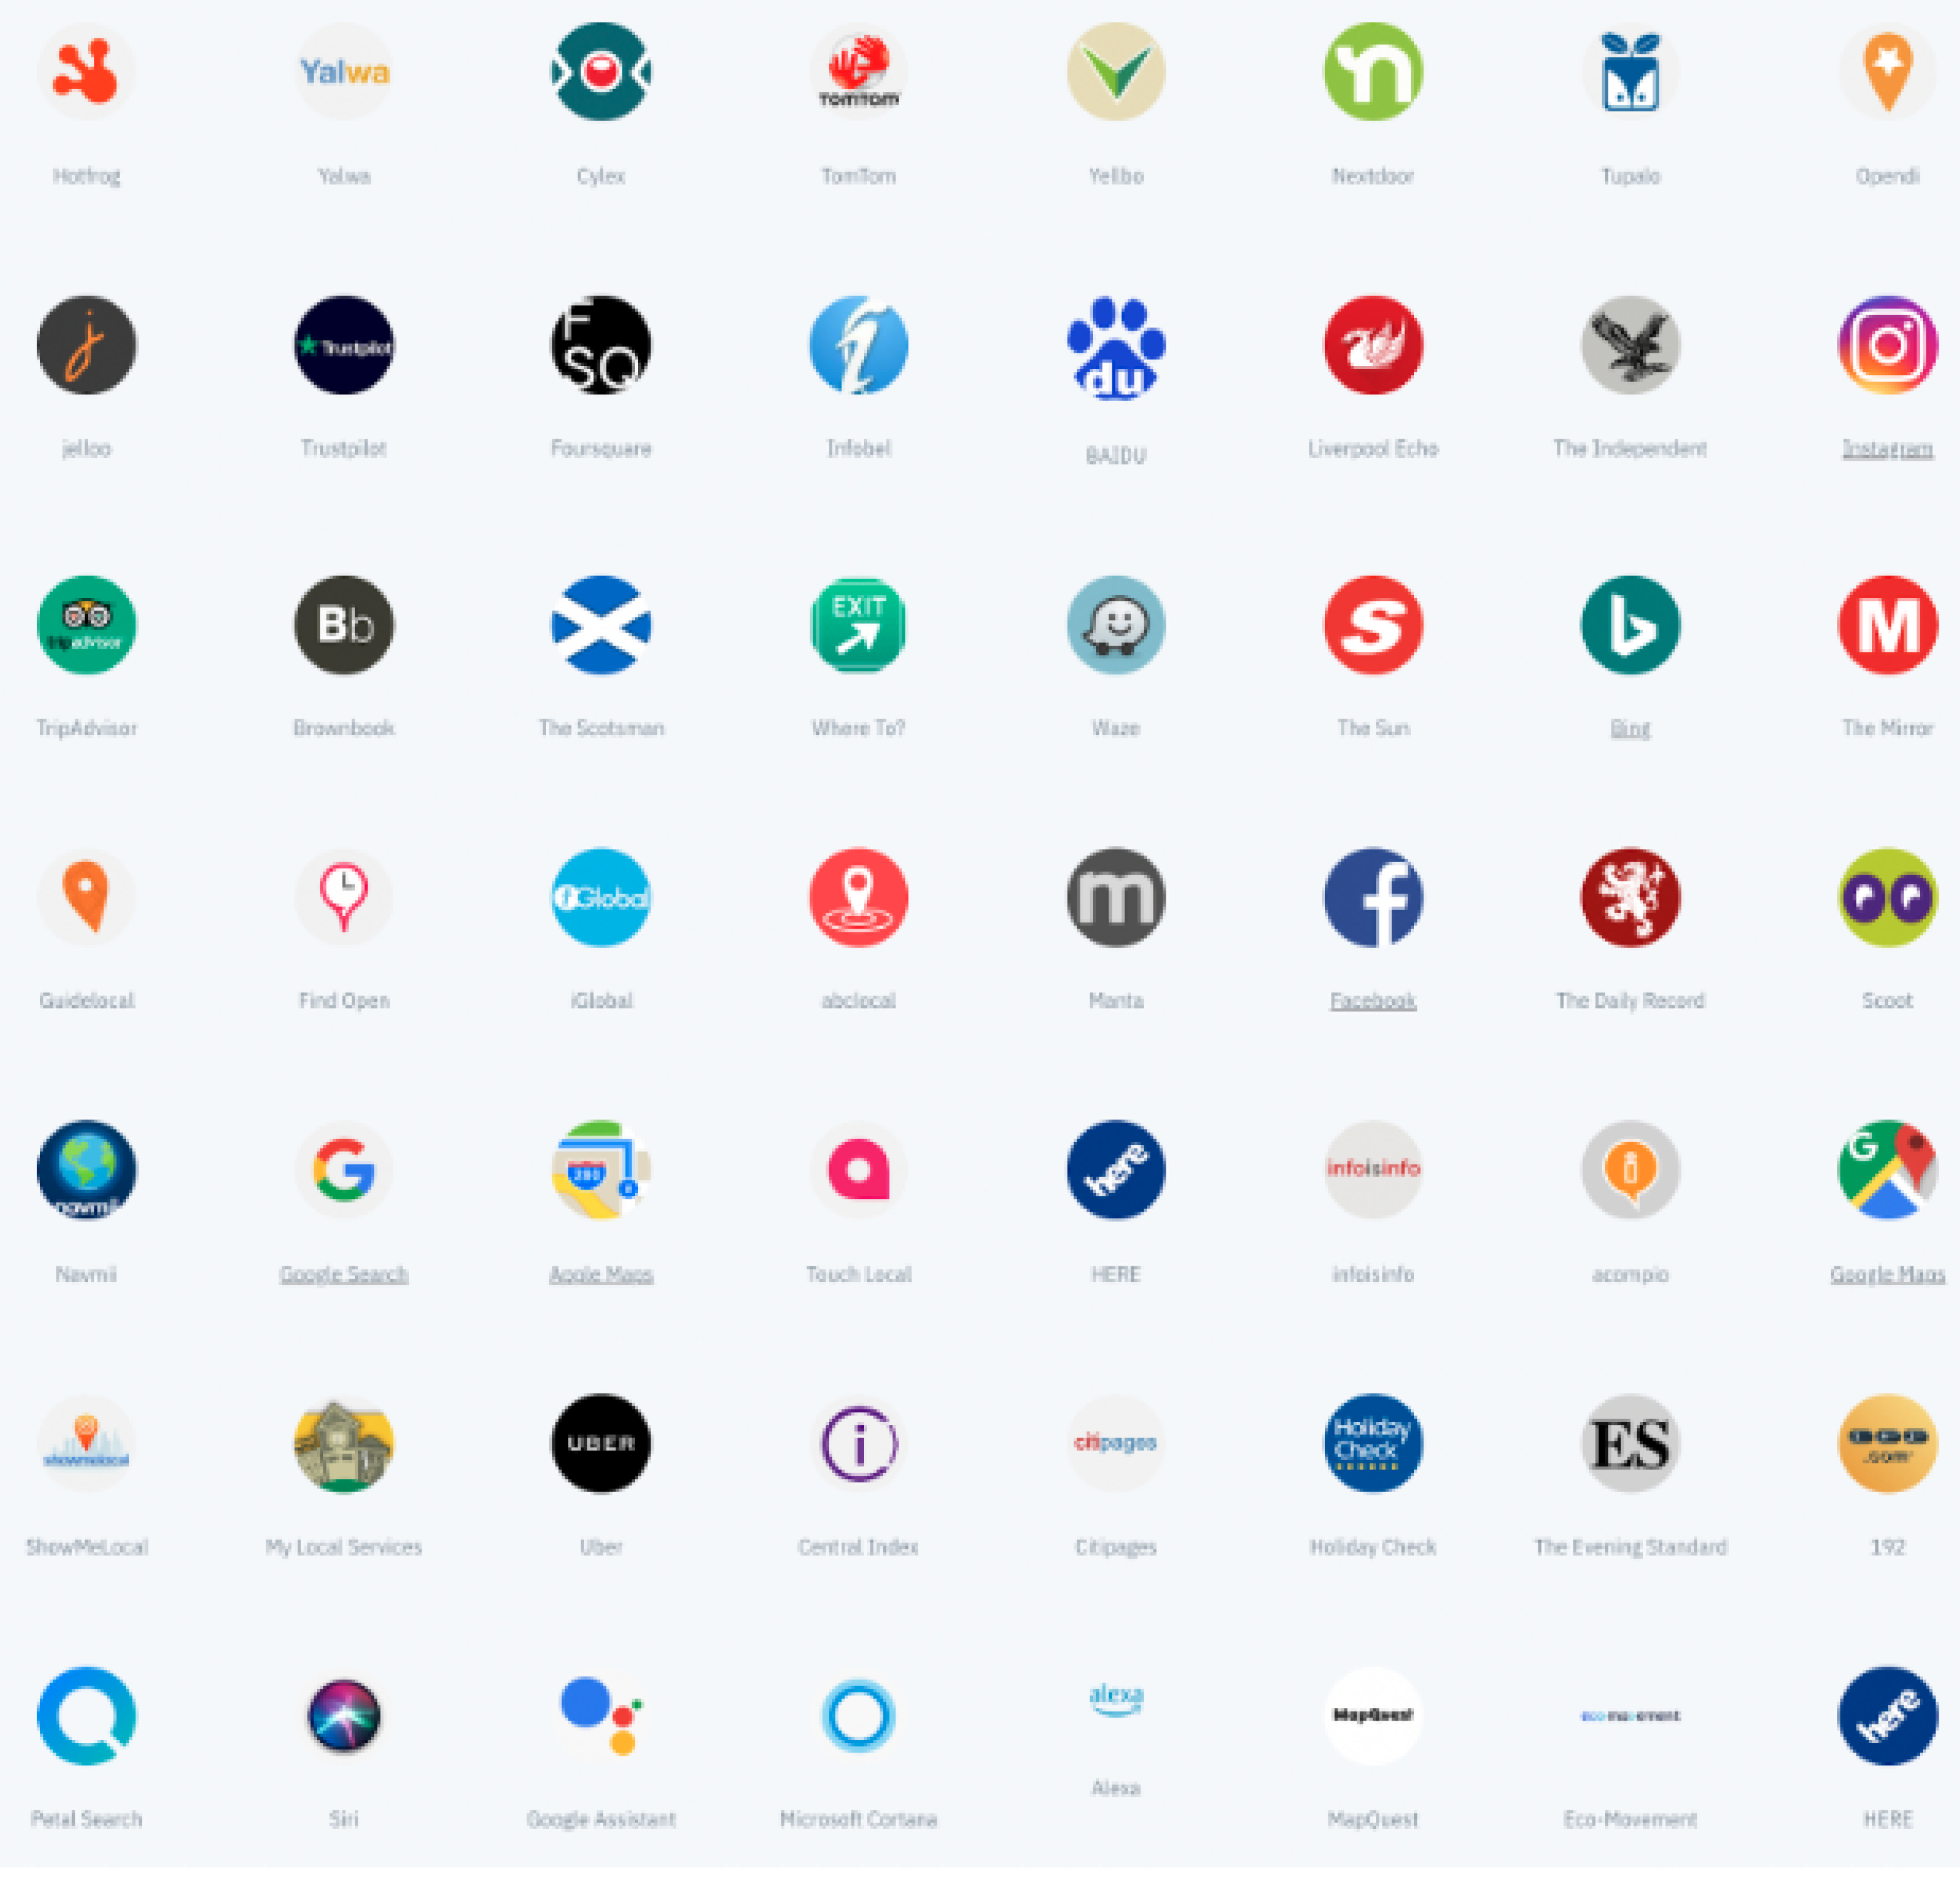 Yalwa
TomTom
Hotfrog
Yalwa
Cylex
TomTom
Yellbo
Nextdoor
Tupalo
Opendi
Trustpilot
F
SQ
du
jelloo
Trustpilot
Foursquare
Infobel
BAIDU
Liverpool Echo
The Independent
Instagram
tripadvisor
Bb
EXIT
S
M
TripAdvisor
Brownbook
The Scotsman
Where To?
Waze
The Sun
Bing
The Mirror
iGlobal
m
f
Guidelocal
Find Open
iGlobal
abclocal
Manta
Facebook
The Daily Record
Scoot
navmii
G
280
here
infoisinfo
G
Navmii
Google Search
Apple Maps
Touch Local
HERE
infoisinfo
acompio
Google Maps
showmelocal
UBER
i
citipages
Holiday
Check
ES
.com
ShowMeLocal
My Local Services
Uber
Central Index
Citipages
Holiday Check
The Evening Standard
192
alexa
MapQuest
eco-movement
here
Petal Search
Siri
Google Assistant
Microsoft Cortana
Alexa
MapQuest
Eco-Movement
HERE